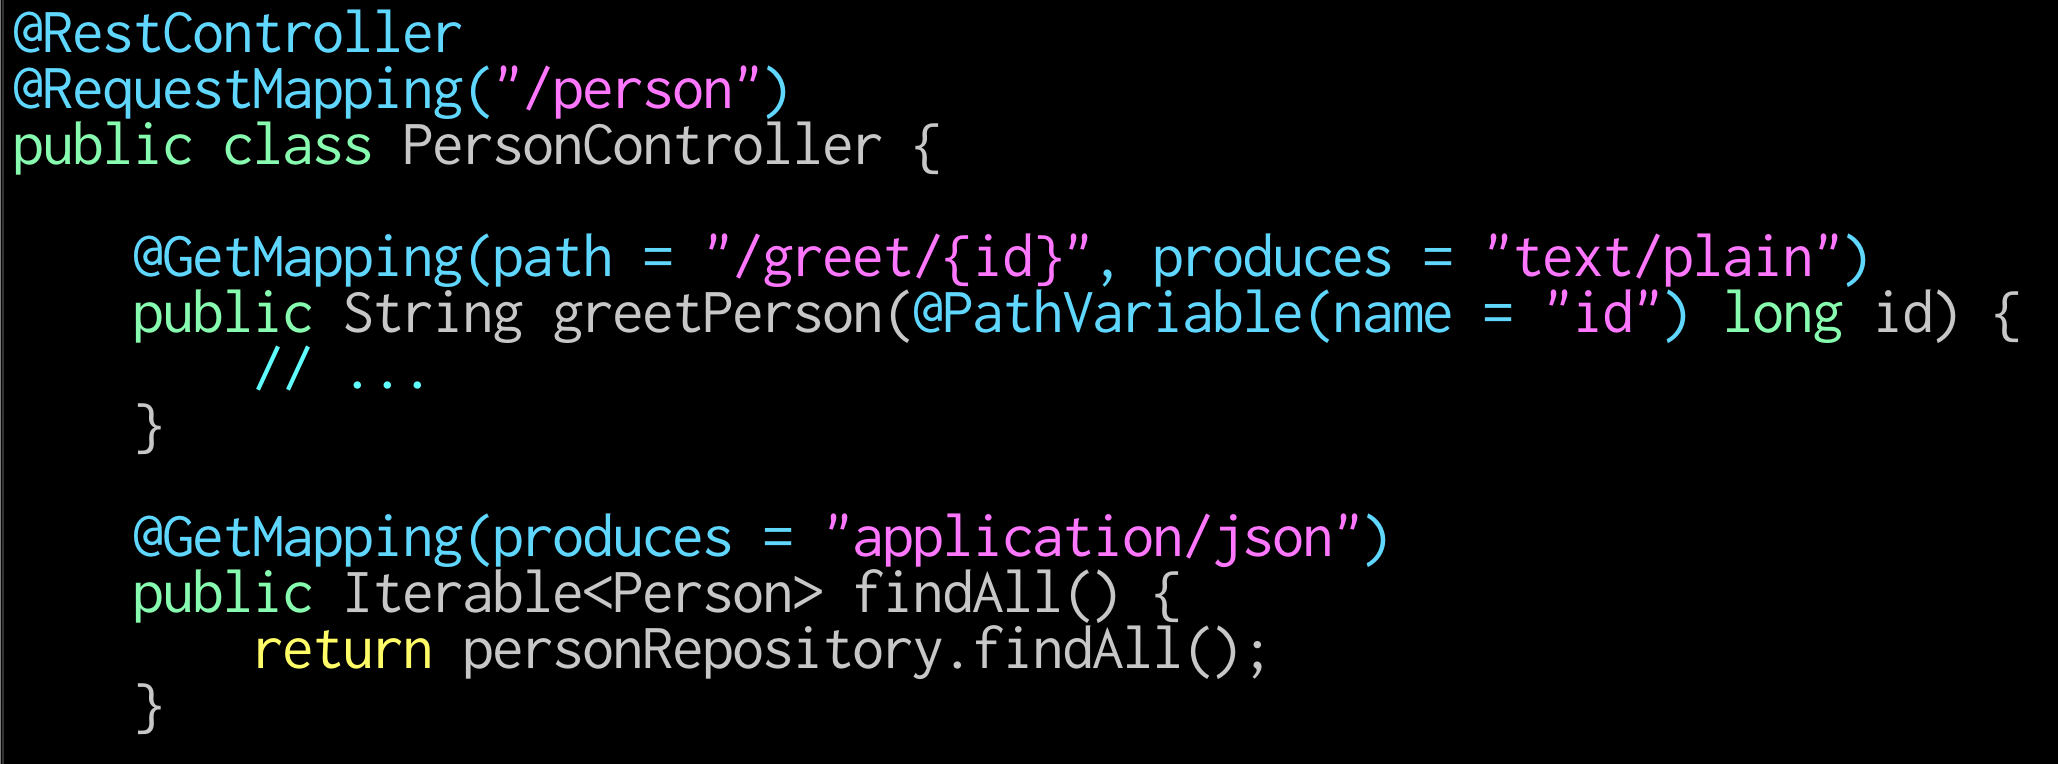 @RestController
@RequestMapping("/person")
public class PersonController {

    @GetMapping(path = "/greet/{id}", produces = "text/plain")
    public String greetPerson(@PathVariable(name = "id") long id) {
        // ...
    }

    @GetMapping(produces = "application/json")
    public Iterable<Person> findAll() {
        return personRepository.findAll();
    }